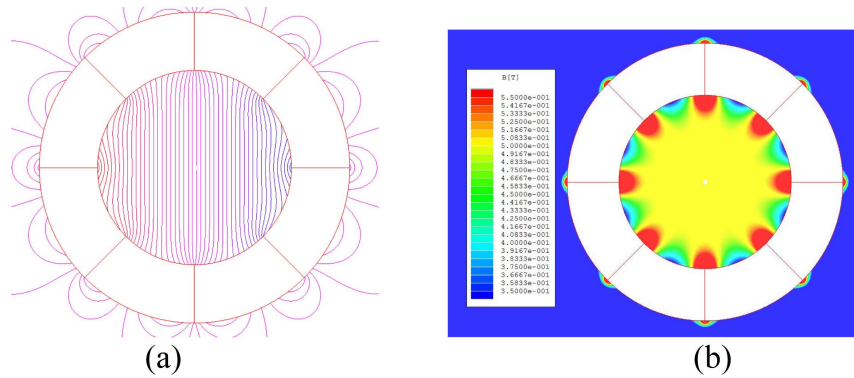 B[T]
5.5000e-001
5.4167e-001
5.3333e-001
5.2500e-001
5.1667e-001
5.0833e-001
5.0000e-001
4.9167e-001
4.8333e-001
4.7500e-001
4.6667e-001
4.5833e-001
4.5000e-001
4.4167e-001
4.3333e-001
4.2500e-001
4.1667e-001
4.0833e-001
4.0000e-001
3.9167e-001
3.8333e-001
3.7500e-001
3.6667e-001
3.5833e-001
3.5000e-001
(a)
(b)